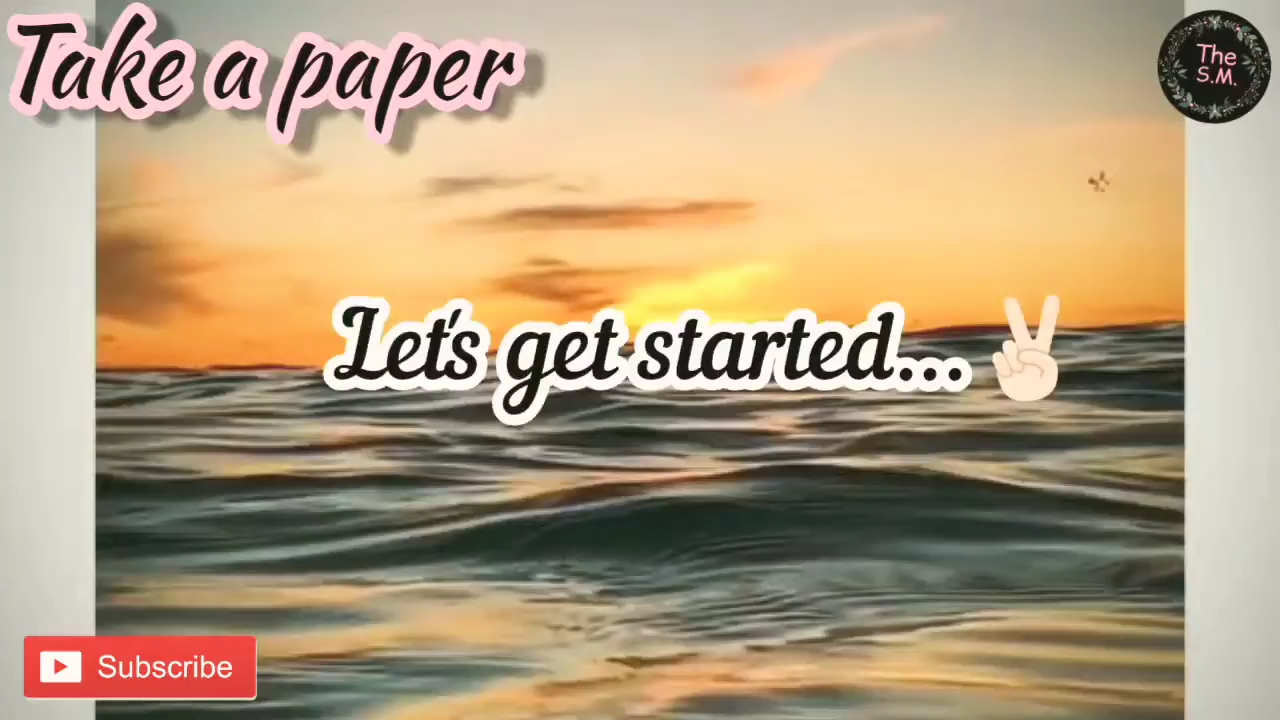 Take a paper
The
S.M.
Let's get started...
Subscribe